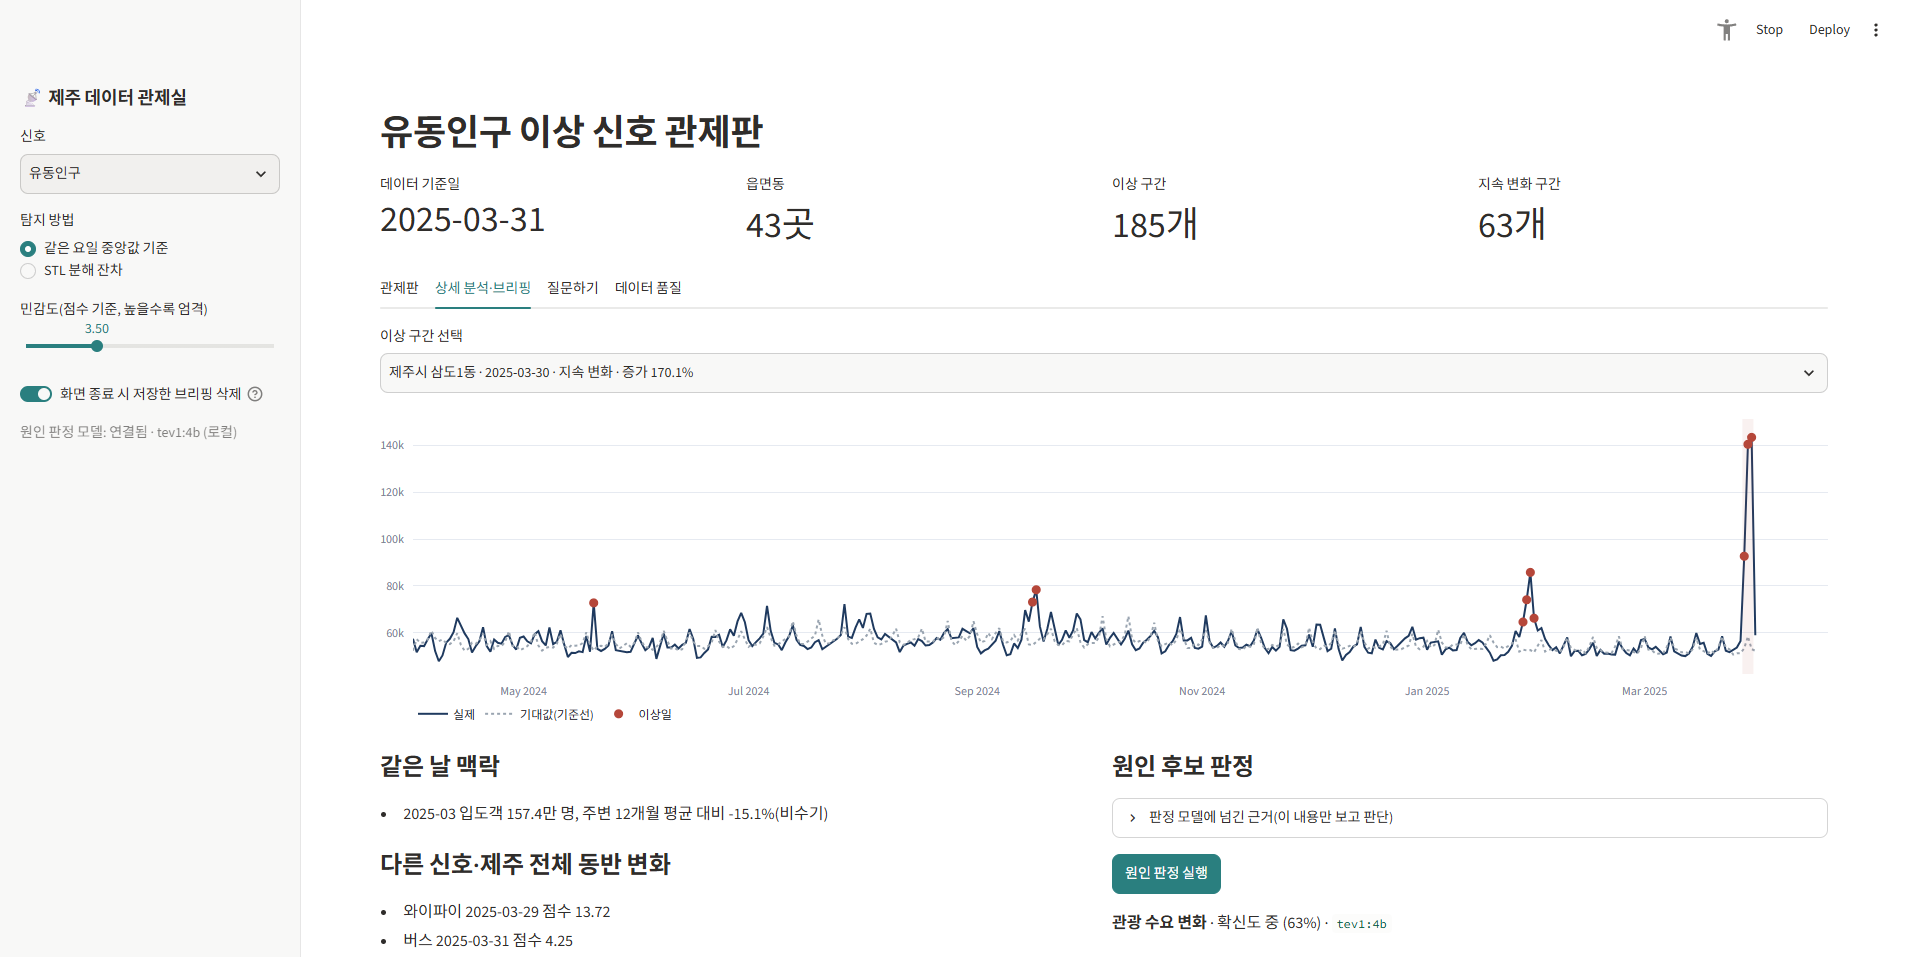 Stop
Deploy
제주 데이터 관제실
신호
유동인구
탐지 방법
같은 요일 중앙값 기준
STL 분해 잔차
민감도(점수 기준, 높을수록 엄격)
3.50
화면 종료 시 저장한 브리핑 삭제
원인 판정 모델: 연결됨 · tev1:4b (로컬)
유동인구 이상 신호 관제판
데이터 기준일
2025-03-31
읍면동
43곳
이상 구간
185개
지속 변화 구간
63개
관제판
상세 분석·브리핑
질문하기
데이터 품질
이상 구간 선택
제주시 삼도1동 · 2025-03-30 · 지속 변화 · 증가 170.1%
140k
120k
100k
80k
60k
May 2024
Jul 2024
Sep 2024
Nov 2024
Jan 2025
Mar 2025
실제
기대값(기준선)
이상일
같은 날 맥락
• 2025-03 입도객 157.4만 명, 주변 12개월 평균 대비 -15.1%(비수기)
다른 신호·제주 전체 동반 변화
• 와이파이 2025-03-29 점수 13.72
• 버스 2025-03-31 점수 4.25
원인 후보 판정
판정 모델에 넘긴 근거(이 내용만 보고 판단)
원인 판정 실행
관광 수요 변화 · 확신도 중 (63%) · tev1:4b